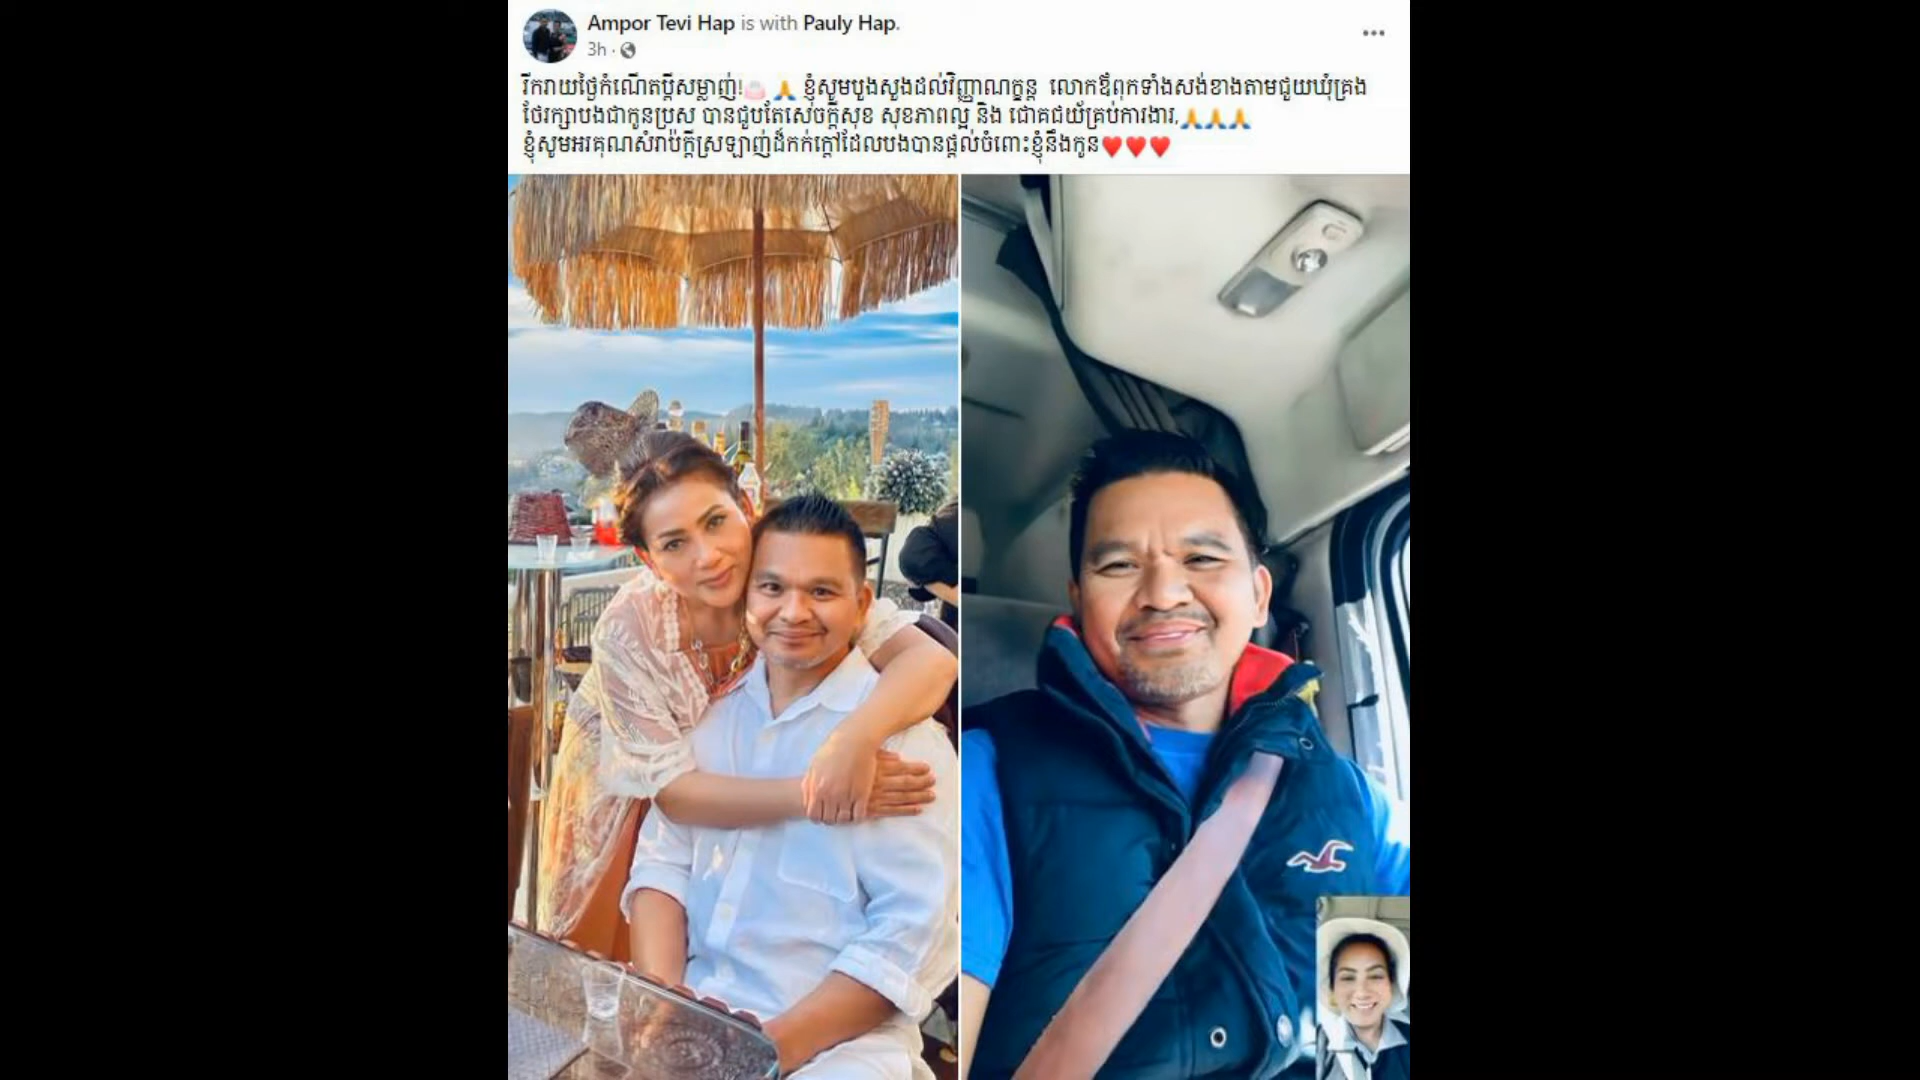 Ampor Tevi Hap is with Pauly Hap.
3h ·
រីករាយថ្ងៃកំណើតប្ដីសម្លាញ់!🎂🙏 ខ្ញុំសូមបួងសួងដល់វិញ្ញាណក្ខន្ត លោកឪពុកទាំងសង់ខាងតាមជួយឃុំគ្រង
ថែរក្សាបងជាកូនប្រុស បានជួបតែសេចក្ដីសុខ សុខភាពល្អ និង ជោគជយ័គ្រប់ការងារ,🙏🙏🙏
ខ្ញុំសូមអរគុណសំរាប់ក្ដីស្រឡាញ់ដ៏កក់ក្ដៅដែលបងបានផ្ដល់ចំពោះខ្ញុំនឹងកូន❤️❤️❤️